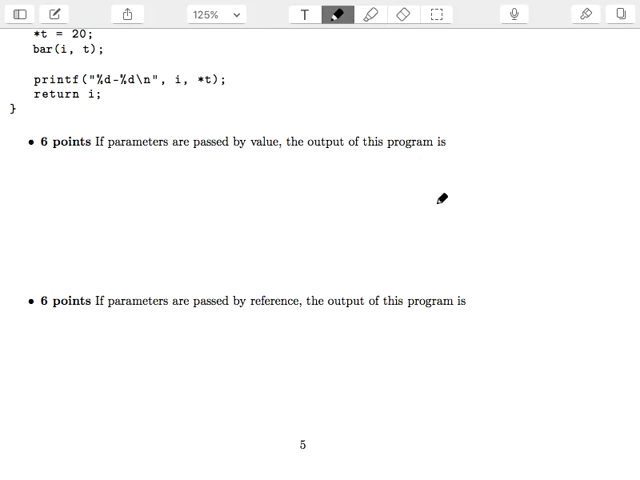 T
125%
*t = 20;
bar(i, t);
printf("%d-%d\n", i, *t);
return i;
}
• 6 points If parameters are passed by value, the output of this program is
• 6 points If parameters are passed by reference, the output of this program is
5